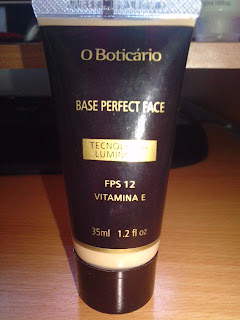 O Boticário
BASE PERFECT FACE
FPS 12
VITAMINA E
35ml 1.2 fl oz